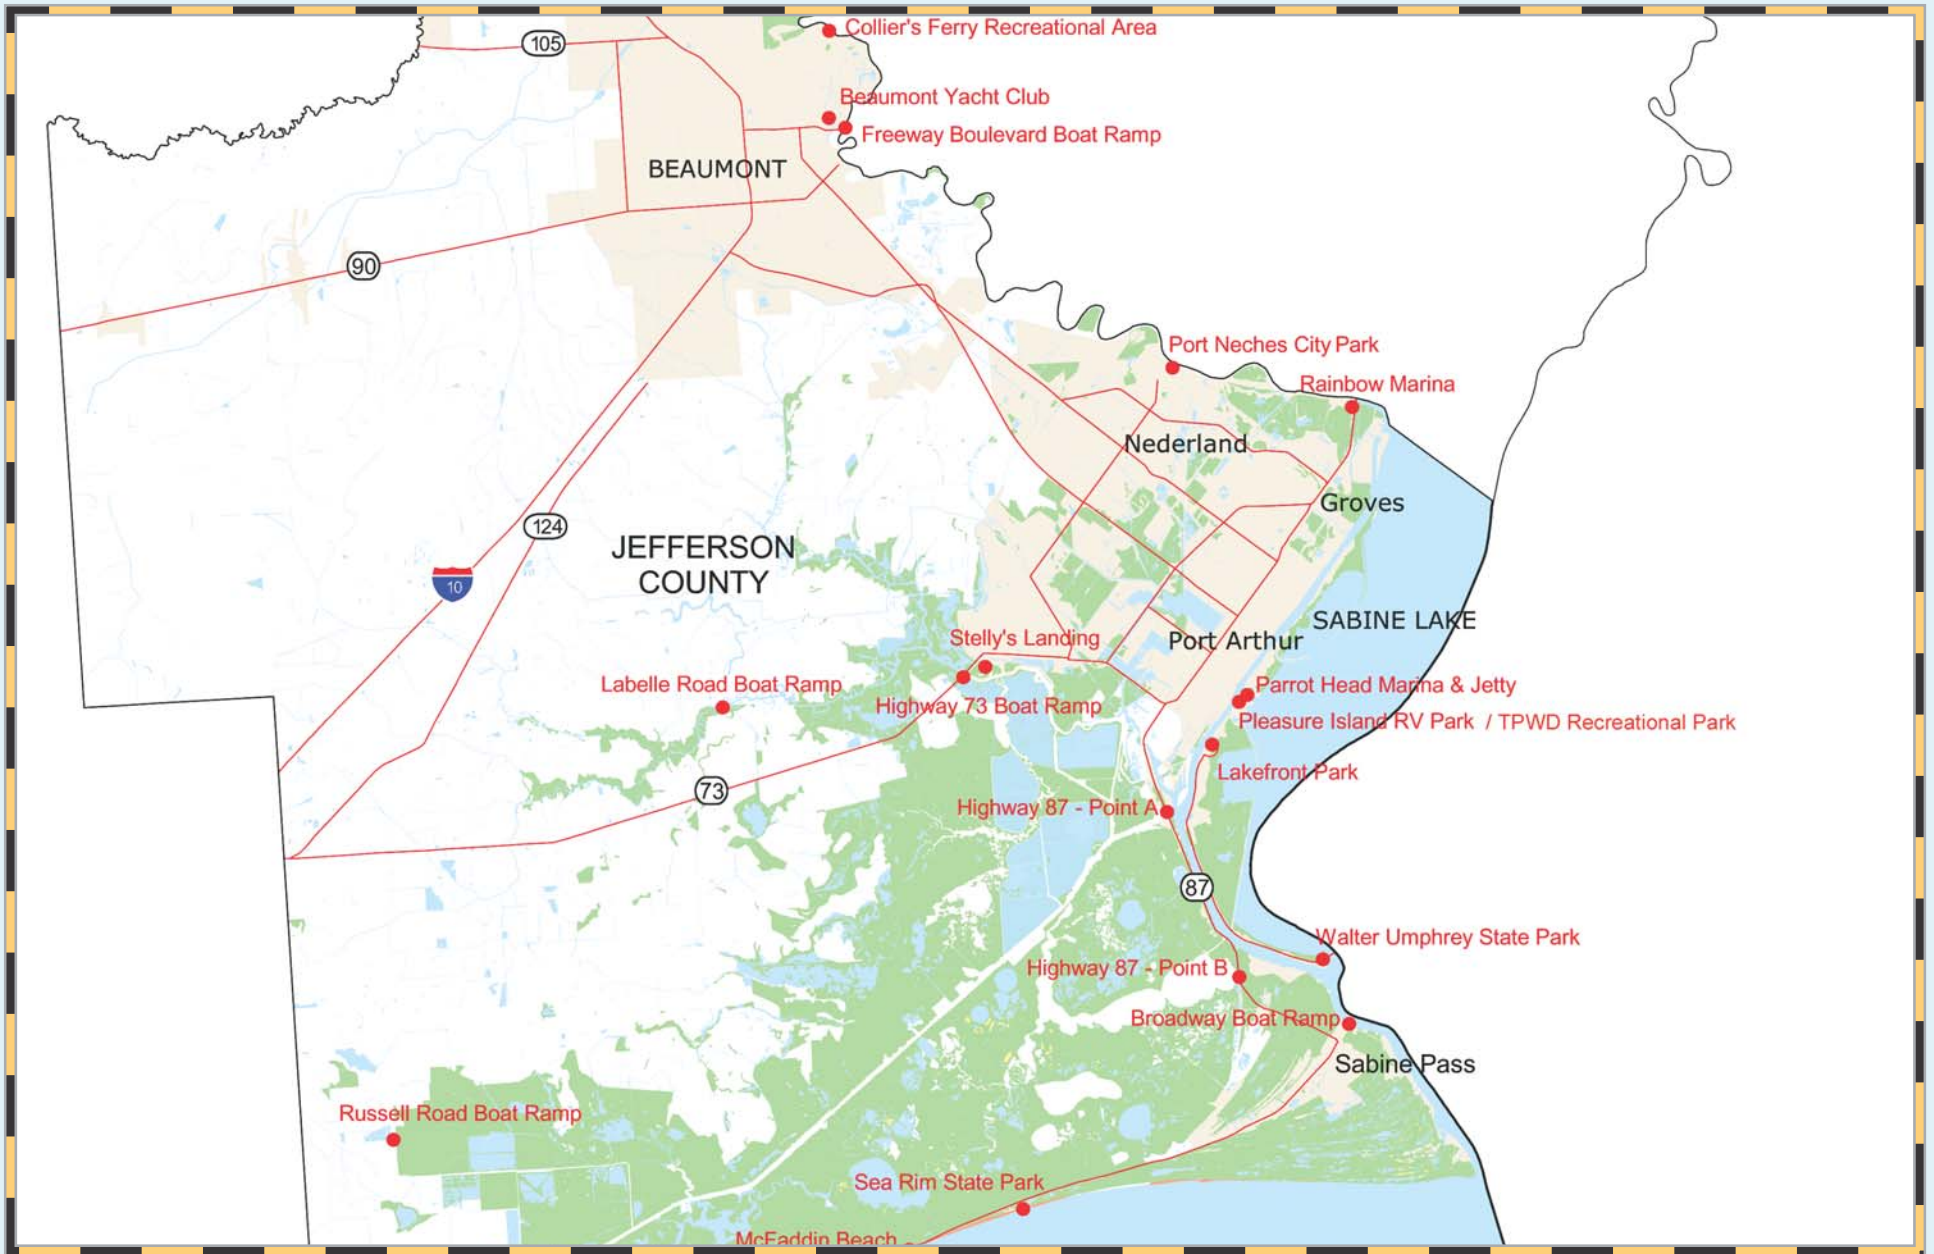 Collier's Ferry Recreational Area
105
Beaumont Yacht Club
Freeway Boulevard Boat Ramp
BEAUMONT
90
Port Neches City Park
Rainbow Marina
Nederland
Groves
124
JEFFERSON
COUNTY
10
SABINE LAKE
Stelly's Landing
Port Arthur
Labelle Road Boat Ramp
Parrot Head Marina & Jetty
Highway 73 Boat Ramp
Pleasure Island RV Park / TPWD Recreational Park
Lakefront Park
73
Highway 87 - Point A
87
Walter Umphrey State Park
Highway 87 - Point B
Broadway Boat Ramp
Sabine Pass
Russell Road Boat Ramp
Sea Rim State Park
McFaddin Beach